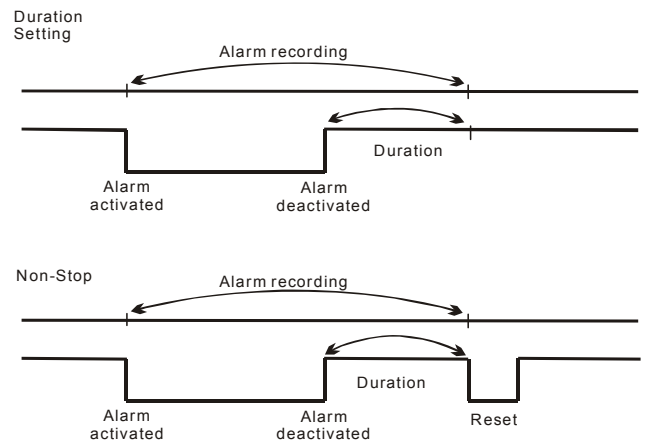 Duration
Setting
Alarm recording
Duration
Alarm
activated
Alarm
deactivated
Non-Stop
Alarm recording
Duration
Alarm
activated
Alarm
deactivated
Reset